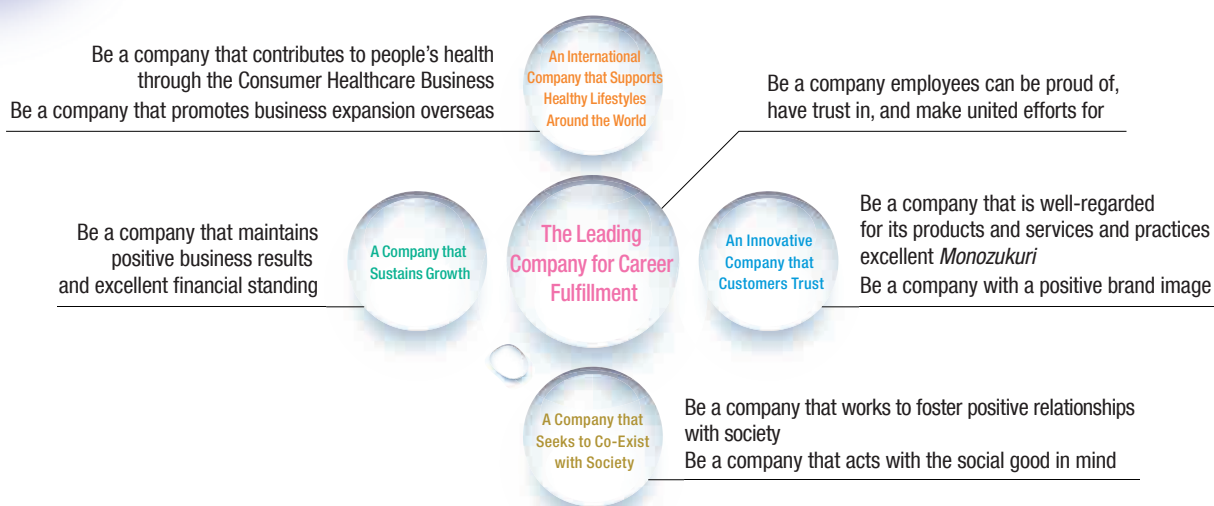 Be a company that contributes to people’s health
through the Consumer Healthcare Business
Be a company that promotes business expansion overseas
An International
Company that Supports
Healthy Lifestyles
Around the World
Be a company employees can be proud of,
have trust in, and make united efforts for
Be a company that maintains
positive business results
and excellent financial standing
A Company that
Sustains Growth
The Leading
Company for Career
Fulfillment
An Innovative
Company that
Customers Trust
Be a company that is well-regarded
for its products and services and practices
excellent Monozukuri
Be a company with a positive brand image
A Company that
Seeks to Co-Exist
with Society
Be a company that works to foster positive relationships
with society
Be a company that acts with the social good in mind